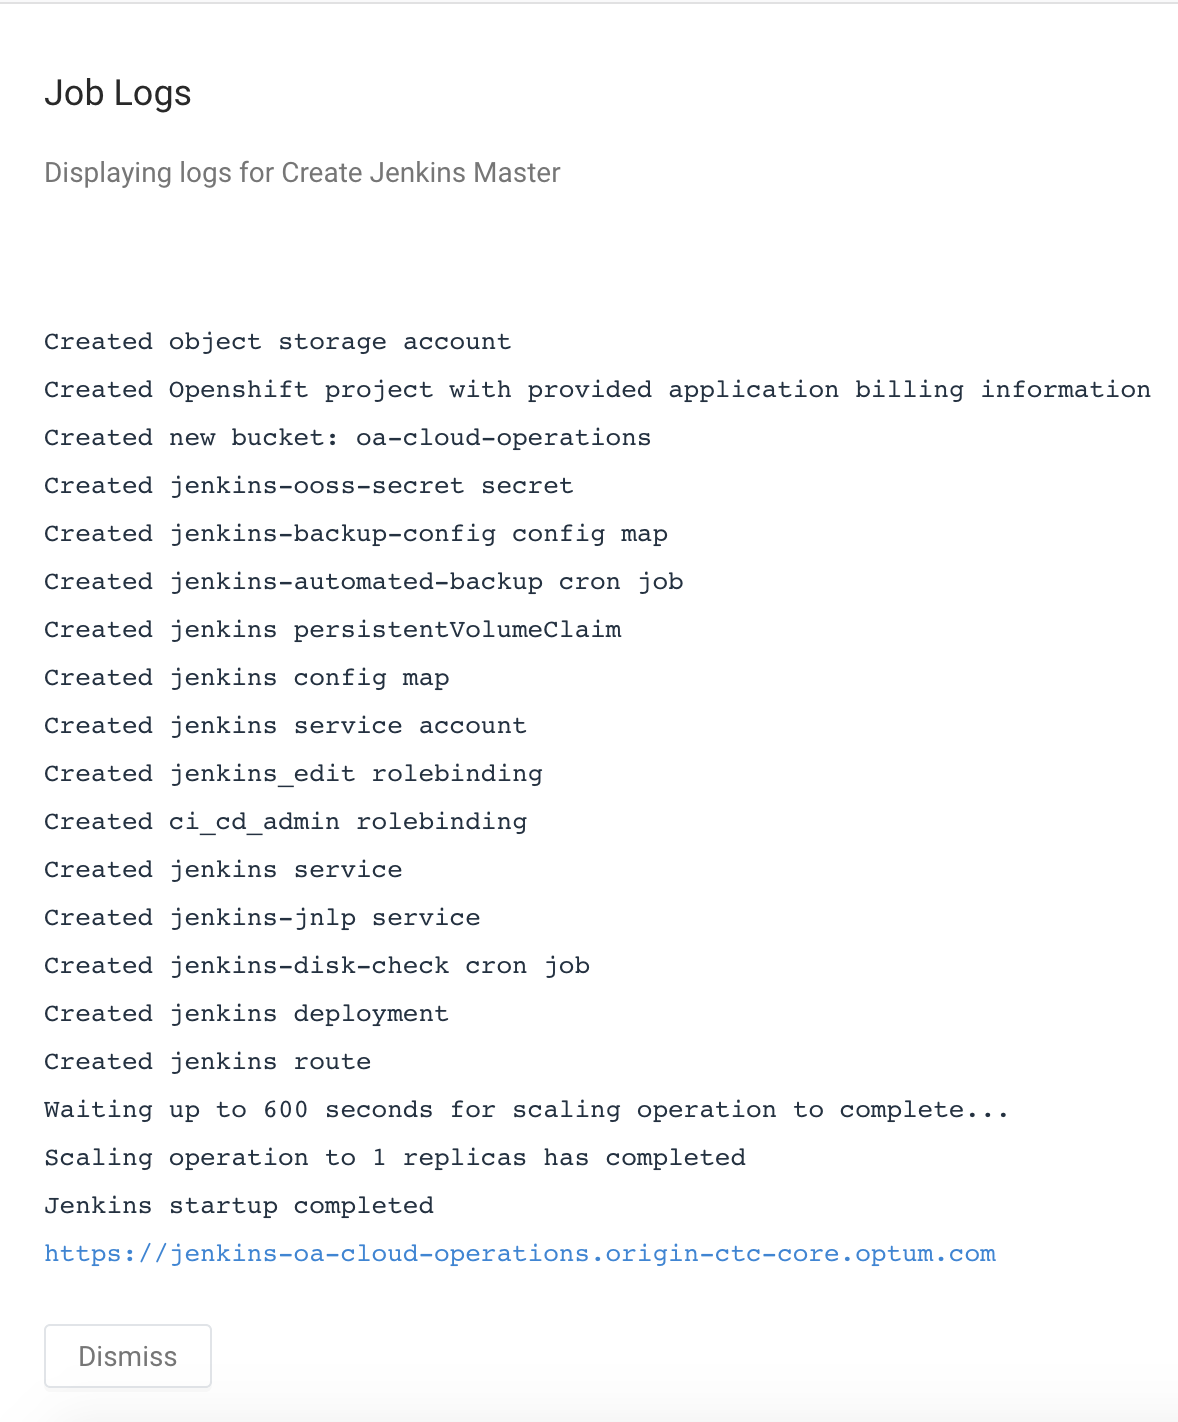 Job Logs
Displaying logs for Create Jenkins Master
Created object storage account
Created Openshift project with provided application billing information
Created new bucket: oa-cloud-operations
Created jenkins-ooss-secret secret
Created jenkins-backup-config config map
Created jenkins-automated-backup cron job
Created jenkins persistentVolumeClaim
Created jenkins config map
Created jenkins service account
Created jenkins_edit rolebinding
Created ci_cd_admin rolebinding
Created jenkins service
Created jenkins-jnlp service
Created jenkins-disk-check cron job
Created jenkins deployment
Created jenkins route
Waiting up to 600 seconds for scaling operation to complete...
Scaling operation to 1 replicas has completed
Jenkins startup completed
https://jenkins-oa-cloud-operations.origin-ctc-core.optum.com
Dismiss